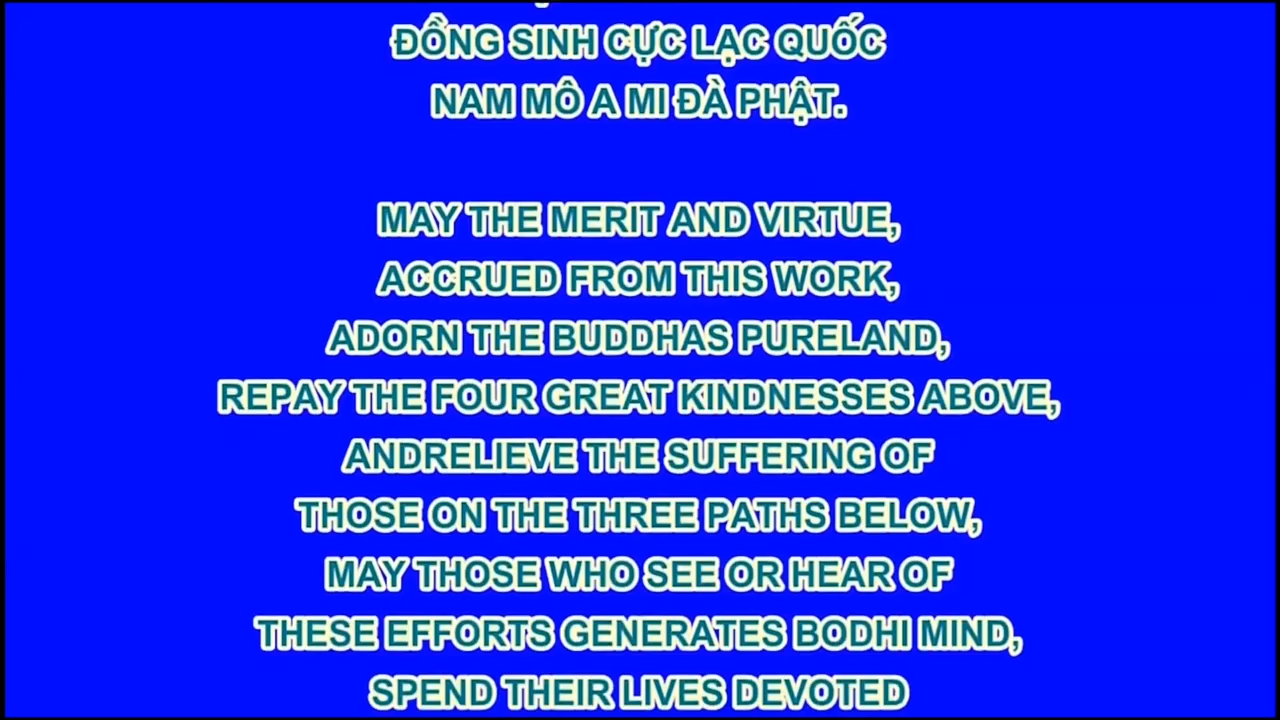 ĐỒNG SINH CỰC LẠC QUỐC
NAM MÔ A MI ĐÀ PHẬT.
MAY THE MERIT AND VIRTUE,
ACCRUED FROM THIS WORK,
ADORN THE BUDDHAS PURELAND,
REPAY THE FOUR GREAT KINDNESSES ABOVE,
ANDRELIEVE THE SUFFERING OF
THOSE ON THE THREE PATHS BELOW,
MAY THOSE WHO SEE OR HEAR OF
THESE EFFORTS GENERATES BODHI MIND,
SPEND THEIR LIVES DEVOTED